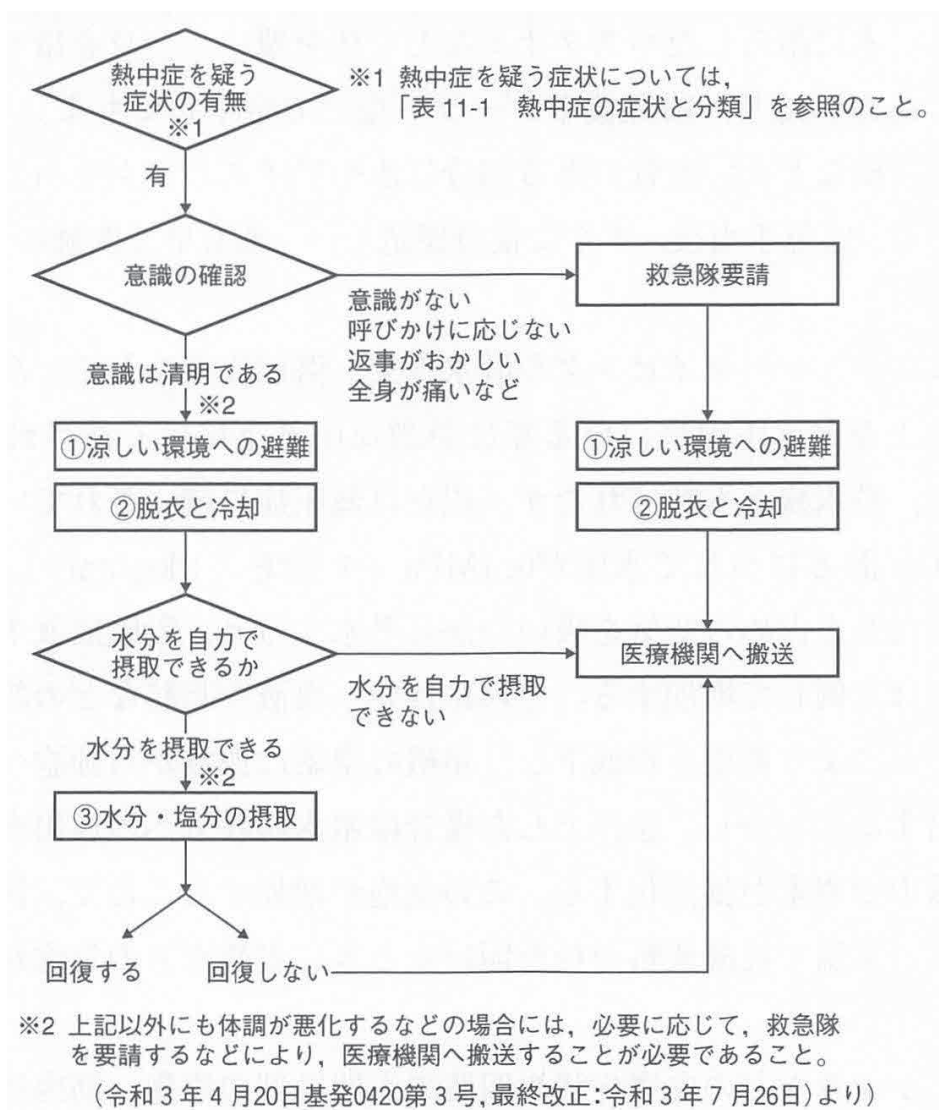 熱中症を疑う
症状の有無
※1
※1 熱中症を疑う症状については，
「表 11-1　熱中症の症状と分類」を参照のこと。
有
意識の確認
救急隊要請
意識がない
呼びかけに応じない
返事がおかしい
全身が痛いなど
意識は清明である
※2
①涼しい環境への避難
①涼しい環境への避難
②脱衣と冷却
②脱衣と冷却
水分を自力で
摂取できるか
医療機関へ搬送
水分を自力で摂取
できない
水分を摂取できる
※2
③水分・塩分の摂取
回復する
回復しない
※2 上記以外にも体調が悪化するなどの場合には，必要に応じて，救急隊
を要請するなどにより，医療機関へ搬送することが必要であること。
(令和 3 年 4 月20日基発0420第 3 号, 最終改正：令和 3 年 7 月26日) より)